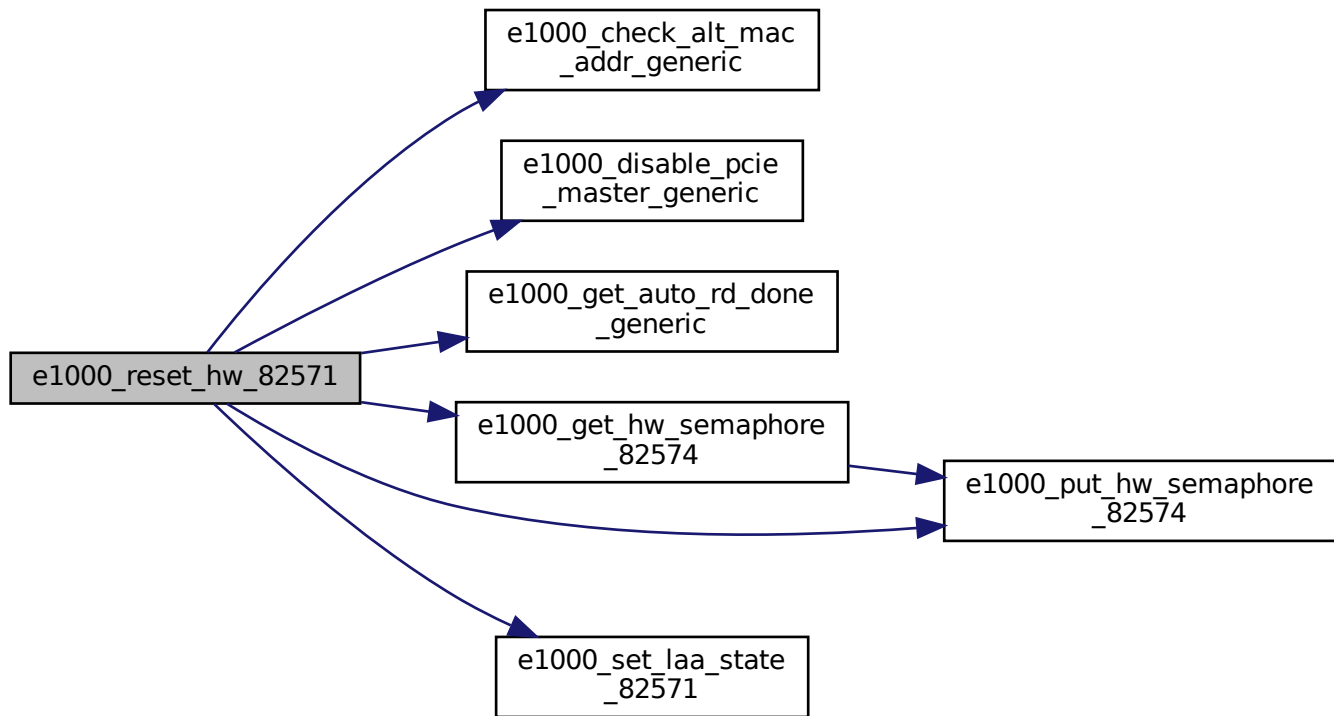 e1000_check_alt_mac
_addr_generic
e1000_disable_pcie
_master_generic
e1000_get_auto_rd_done
_generic
e1000_reset_hw_82571
e1000_get_hw_semaphore
_82574
e1000_put_hw_semaphore
_82574
e1000_set_laa_state
_82571